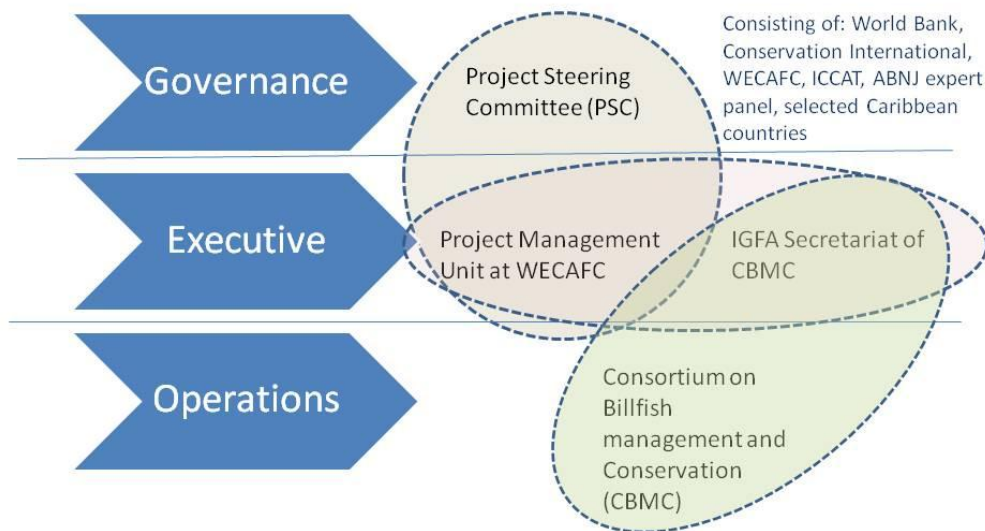 Governance
Project Steering
Committee (PSC)
Consisting of: World Bank,
Conservation International,
WECAFC, ICCAT, ABNJ expert
panel, selected Caribbean
countries
Executive
Project Management
Unit at WECAFC
IGFA Secretariat of
CBMC
Operations
Consortium on
Billfish
management and
Conservation
(CBMC)